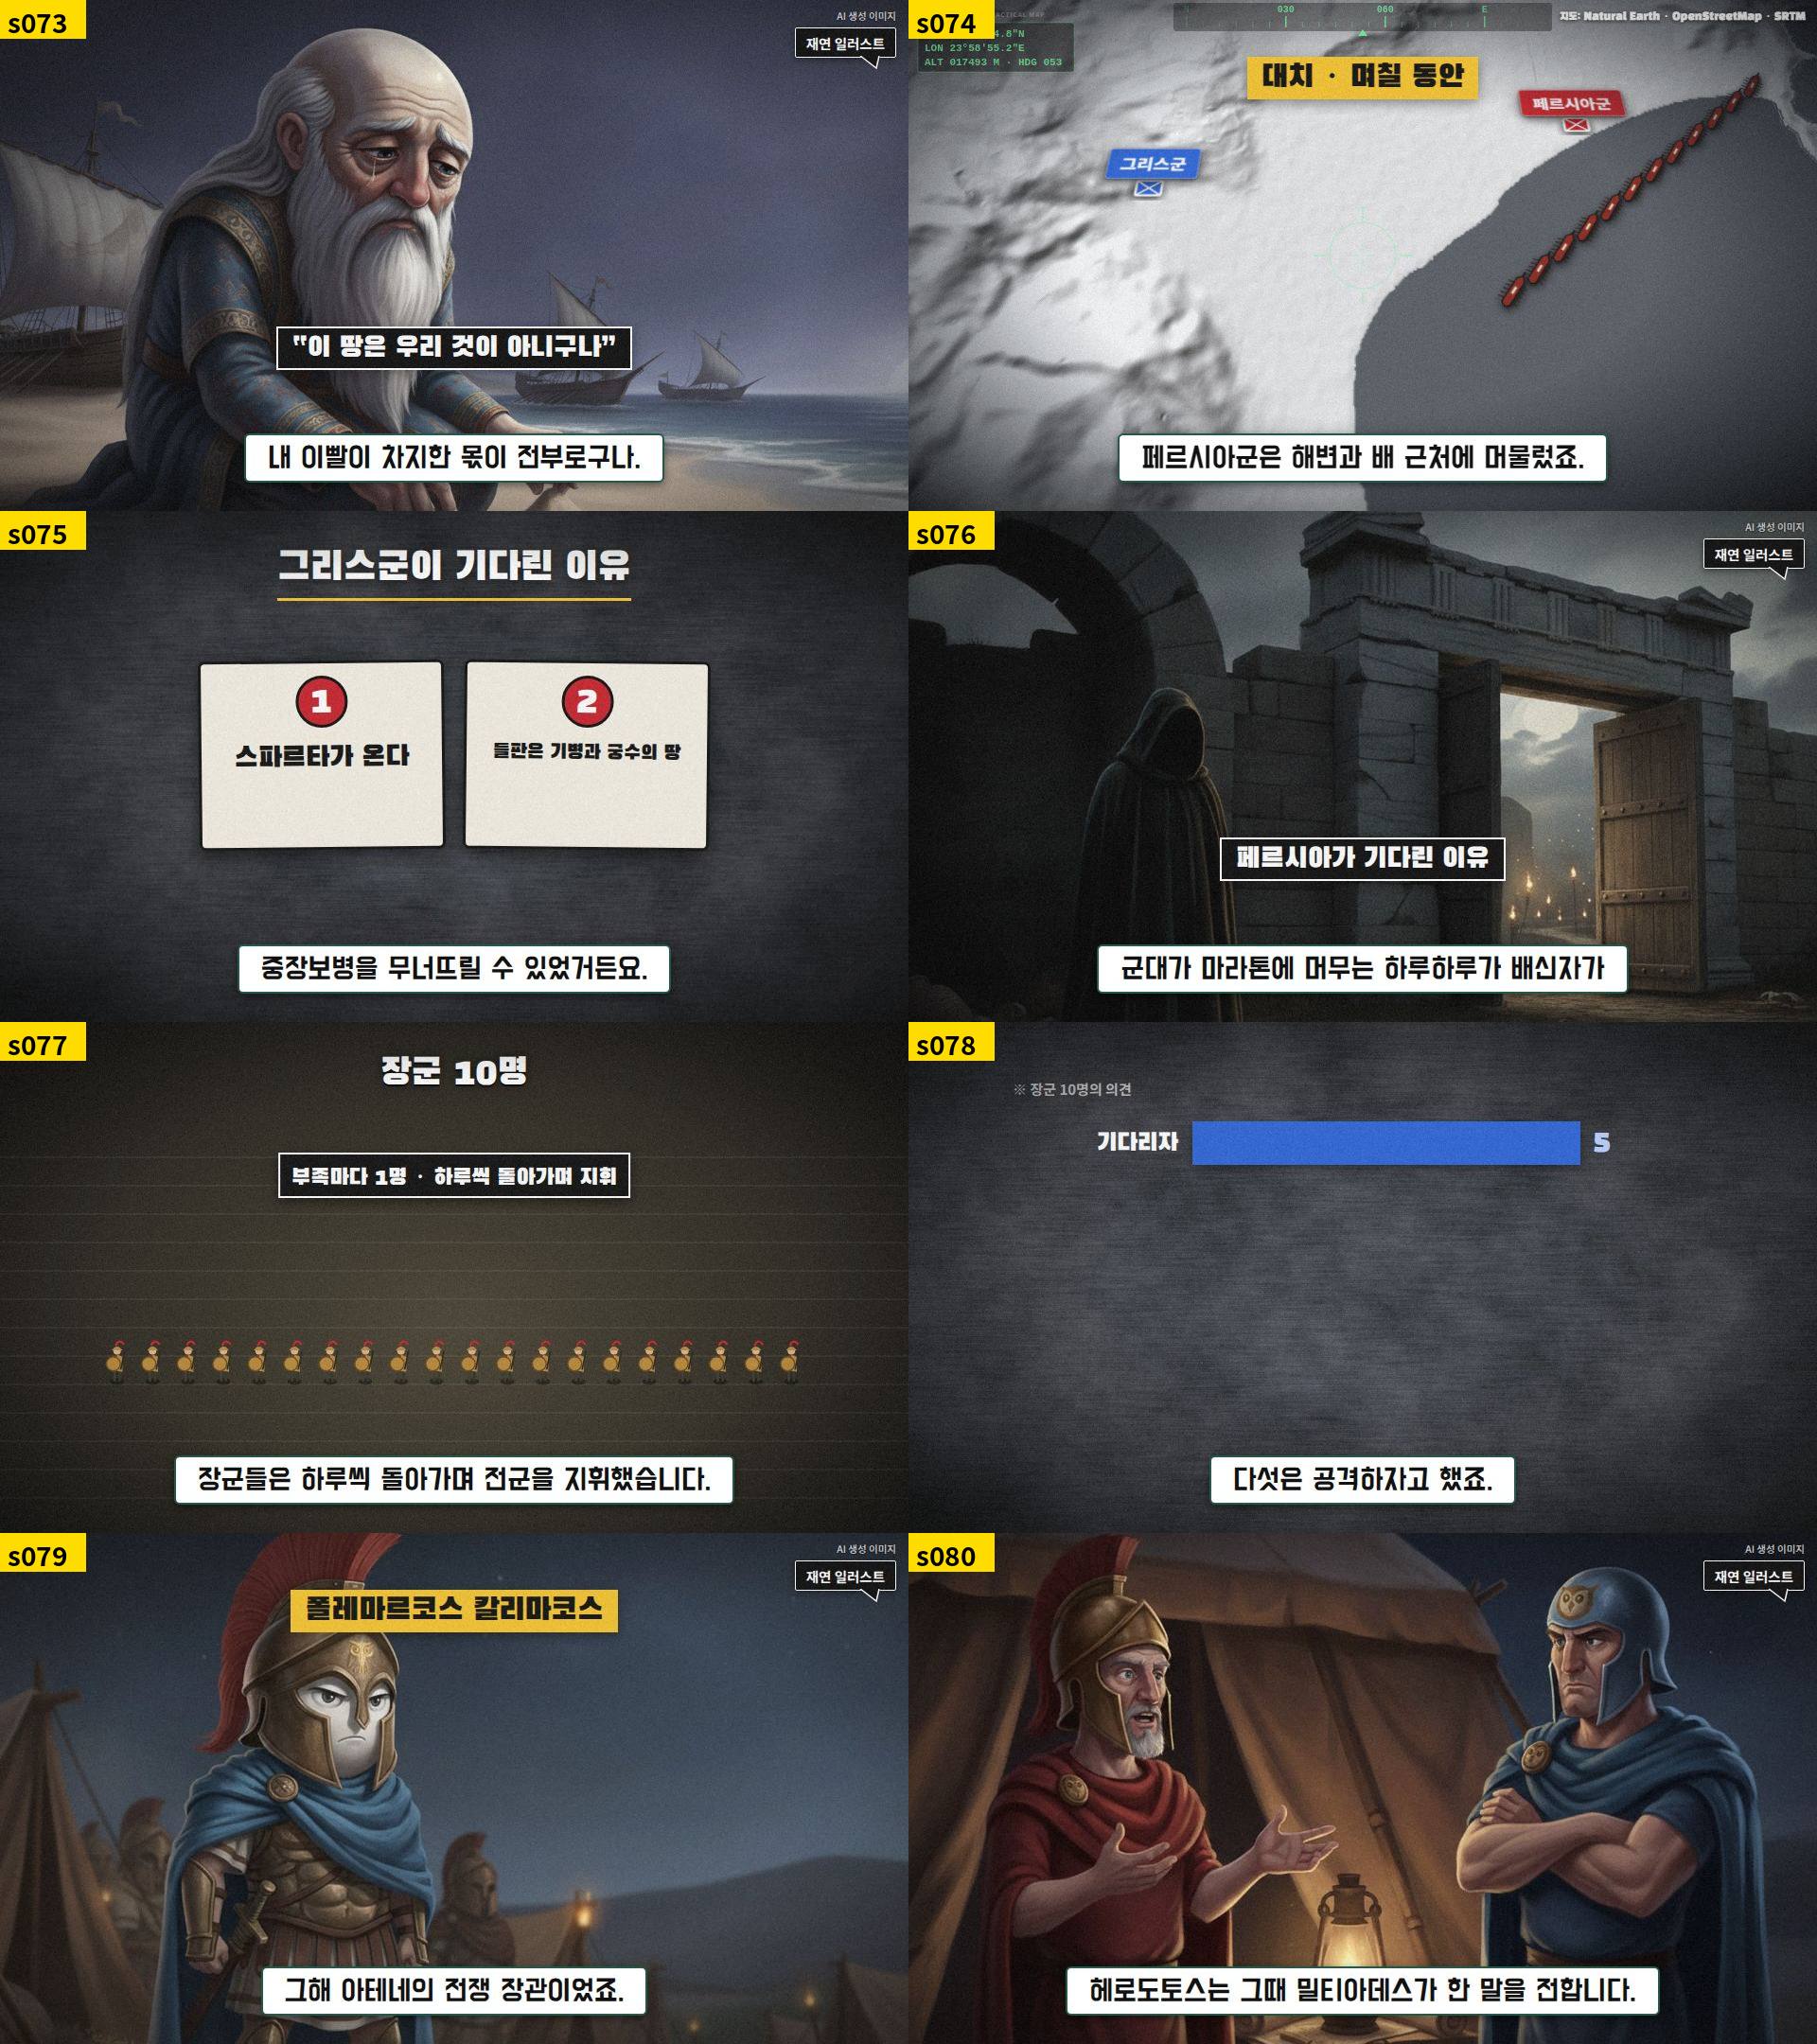 s073
AI 생성 이미지
재연 일러스트
“이 땅은 우리 것이 아니구나”
내 이빨이 차지한 몫이 전부로구나.
s074
4.8"N
LON 23°58'55.2"E
ALT 017493 M · HDG 053
030
060
E
지도: Natural Earth · OpenStreetMap · SRTM
대치 · 며칠 동안
페르시아군
그리스군
페르시아군은 해변과 배 근처에 머물렀죠.
s075
그리스군이 기다린 이유
1
스파르타가 온다
2
들판은 기병과 궁수의 땅
중장보병을 무너뜨릴 수 있었거든요.
s076
AI 생성 이미지
재연 일러스트
페르시아가 기다린 이유
군대가 마라톤에 머무는 하루하루가 배신자가
s077
장군 10명
부족마다 1명 · 하루씩 돌아가며 지휘
장군들은 하루씩 돌아가며 전군을 지휘했습니다.
s078
※ 장군 10명의 의견
기다리자
5
다섯은 공격하자고 했죠.
s079
AI 생성 이미지
재연 일러스트
폴레마르코스 칼리마코스
그해 아테네의 전쟁 장관이었죠.
s080
AI 생성 이미지
재연 일러스트
헤로도토스는 그때 밀티아데스가 한 말을 전합니다.